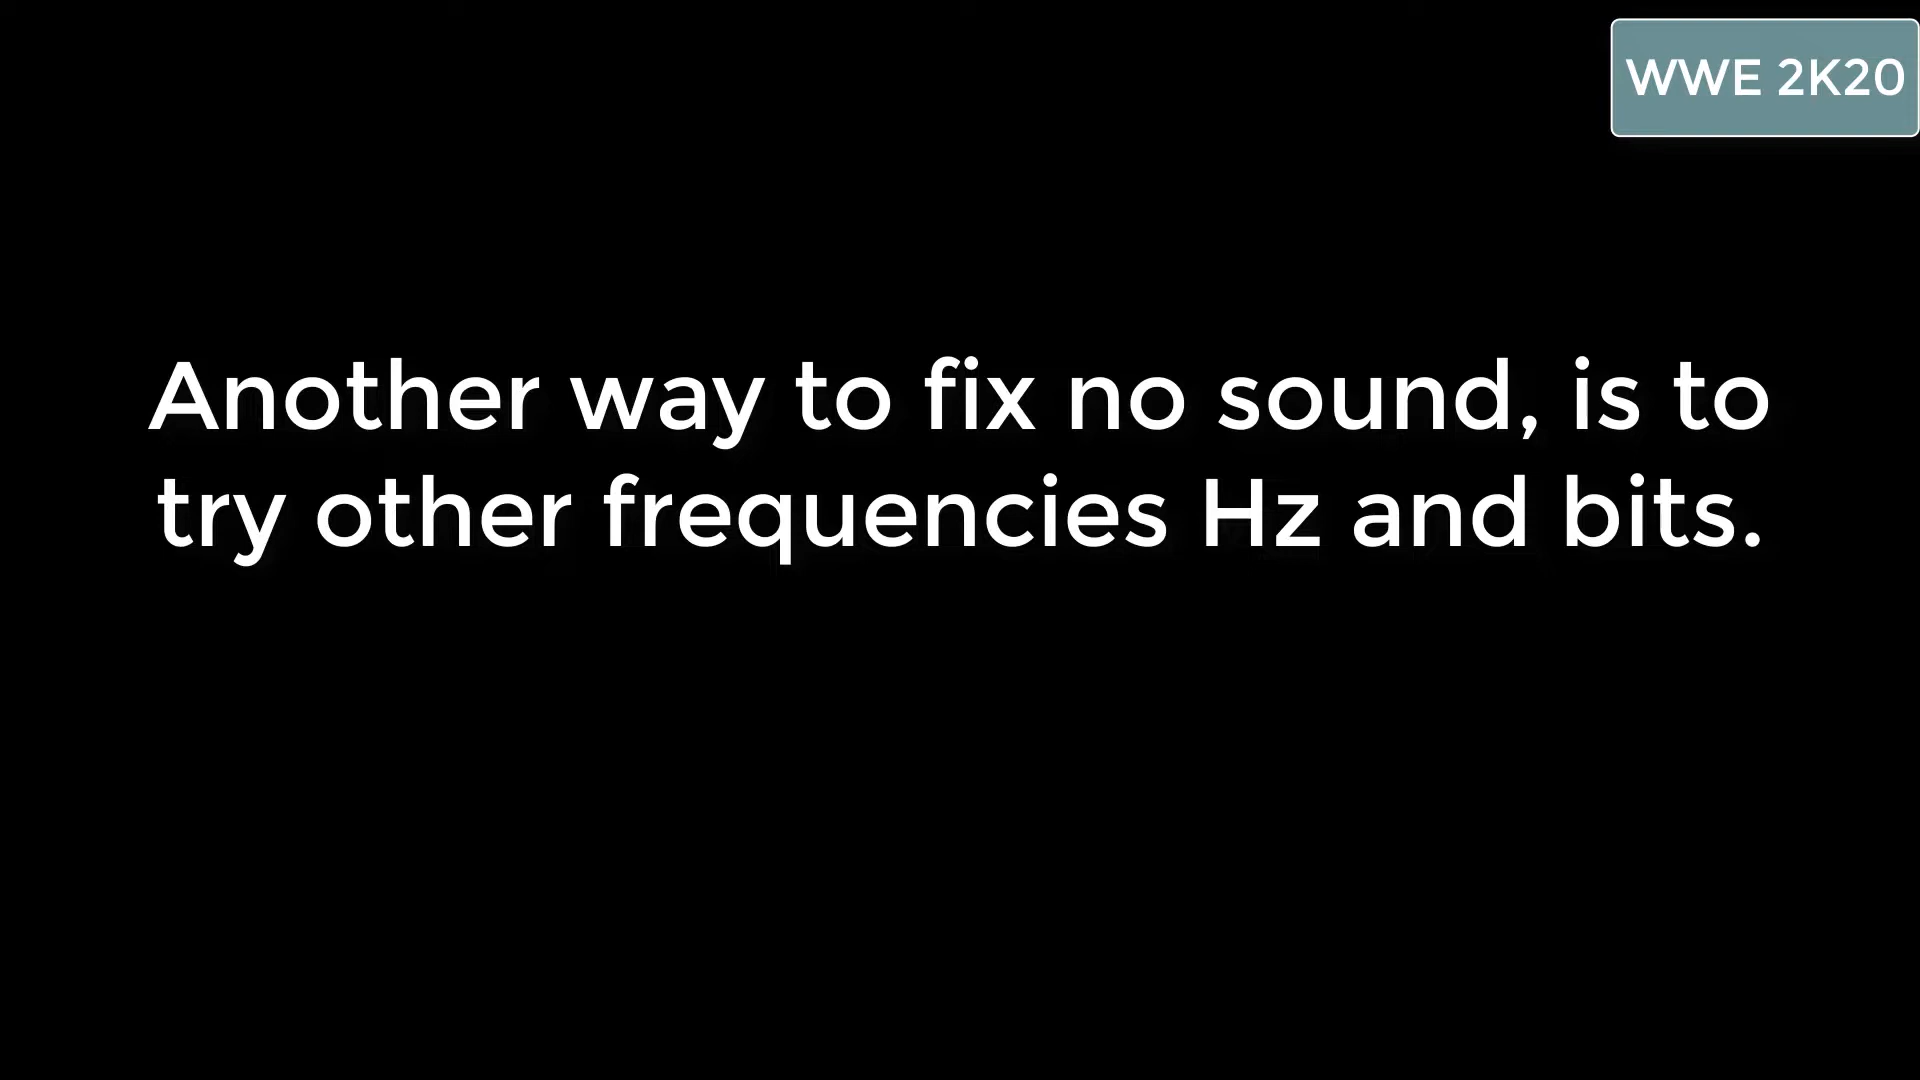 WWE 2K20
Another way to fix no sound, is to
try other frequencies Hz and bits.